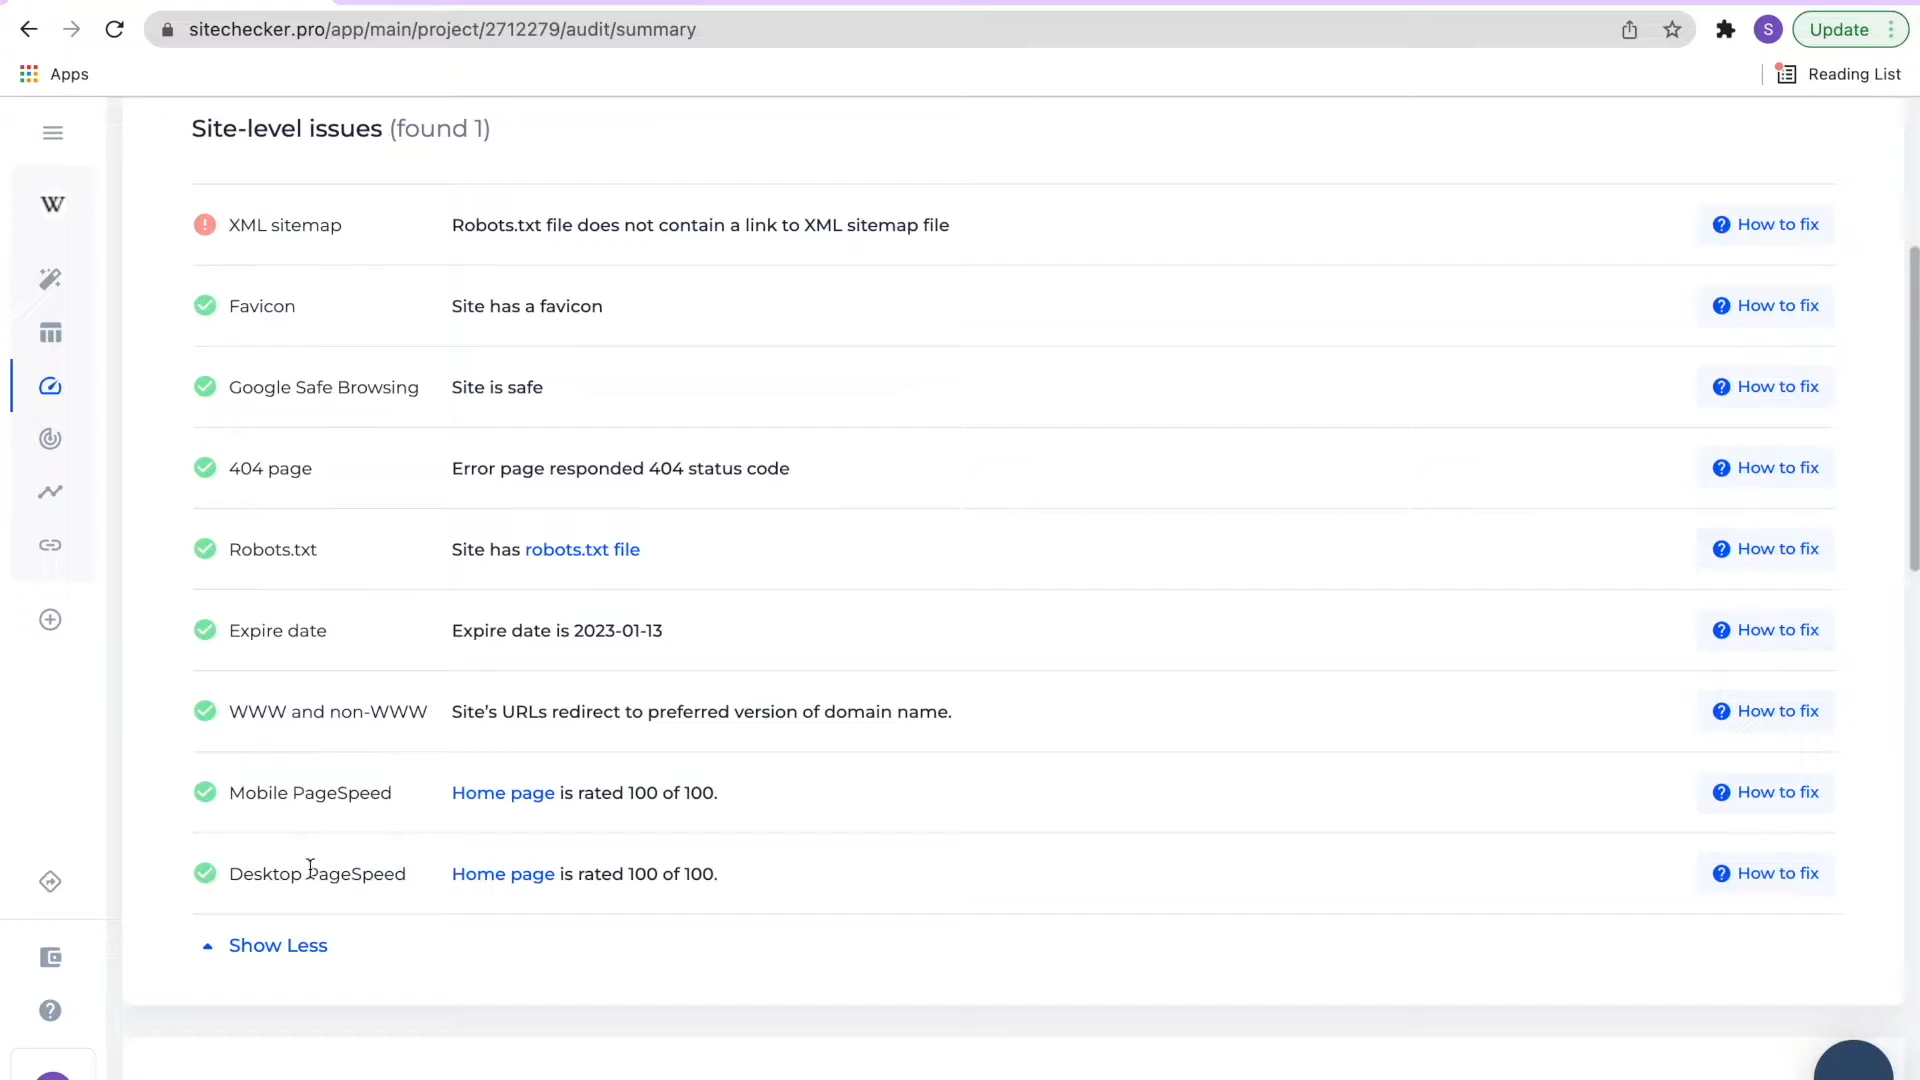 sitechecker.pro/app/main/project/2712279/audit/summary
S
Update
Apps
Reading List
Site-level issues (found 1)
W
XML sitemap Robots.txt file does not contain a link to XML sitemap file How to fix
Favicon Site has a favicon How to fix
Google Safe Browsing Site is safe How to fix
404 page Error page responded 404 status code How to fix
Robots.txt Site has robots.txt file How to fix
Expire date Expire date is 2023-01-13 How to fix
WWW and non-WWW Site's URLs redirect to preferred version of domain name. How to fix
Mobile PageSpeed Home page is rated 100 of 100. How to fix
Desktop PageSpeed Home page is rated 100 of 100. How to fix
Show Less